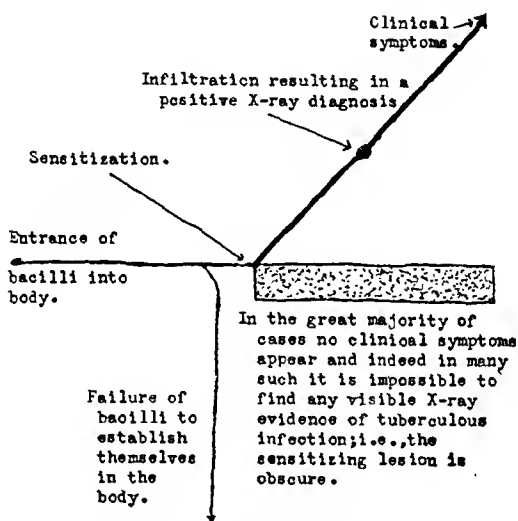 Clinical
symptoms.
Infiltration resulting in a
positive X-ray diagnosis
Sensitization.
Entrance of
bacilli into
body.
In the great majority of
cases no clinical symptoms
appear and indeed in many
such it is impossible to
find any visible X-ray
evidence of tuberculous
infection;i.e.,the
sensitizing lesion is
obscure.
Failure of
bacilli to
establish
themselves
in the
body.